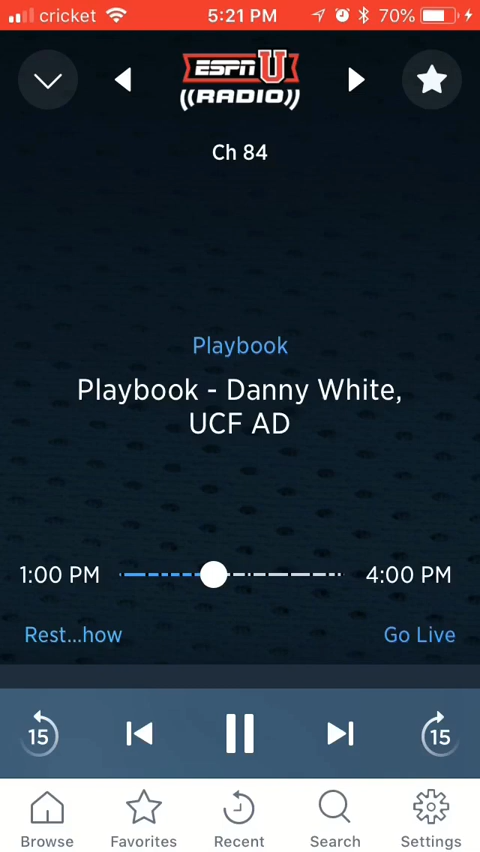 cricket 5:21 PM 70%
ESPN U
((RADIO))
Ch 84
Playbook
Playbook - Danny White,
UCF AD
1:00 PM 4:00 PM
Rest...how Go Live
15 15
Browse Favorites Recent Search Settings